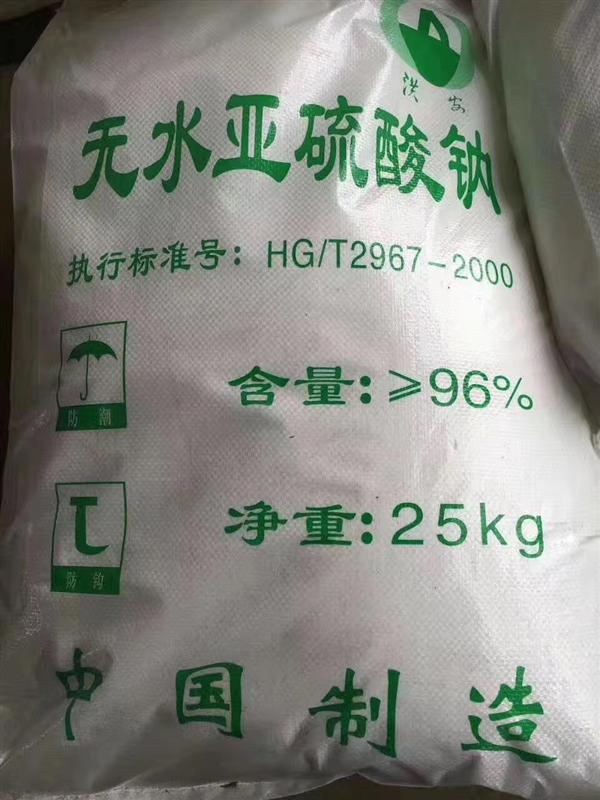 洪安
无水亚硫酸钠
执行标准号：HG/T2967-2000
防潮
含量:≥96%
防钩
净重:25kg
中国制造